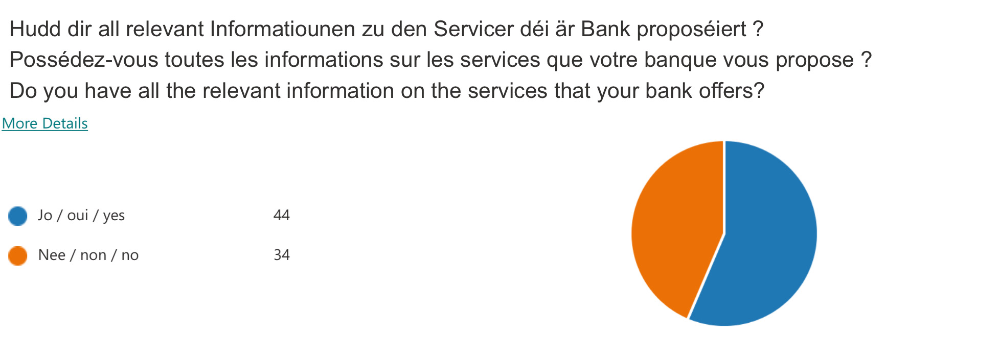 Hudd dir all relevant Informatiounen zu den Servicer déi är Bank proposéiert ?
Possédez-vous toutes les informations sur les services que votre banque vous propose ?
Do you have all the relevant information on the services that your bank offers?
More Details
Jo / oui / yes 44
Nee / non / no 34